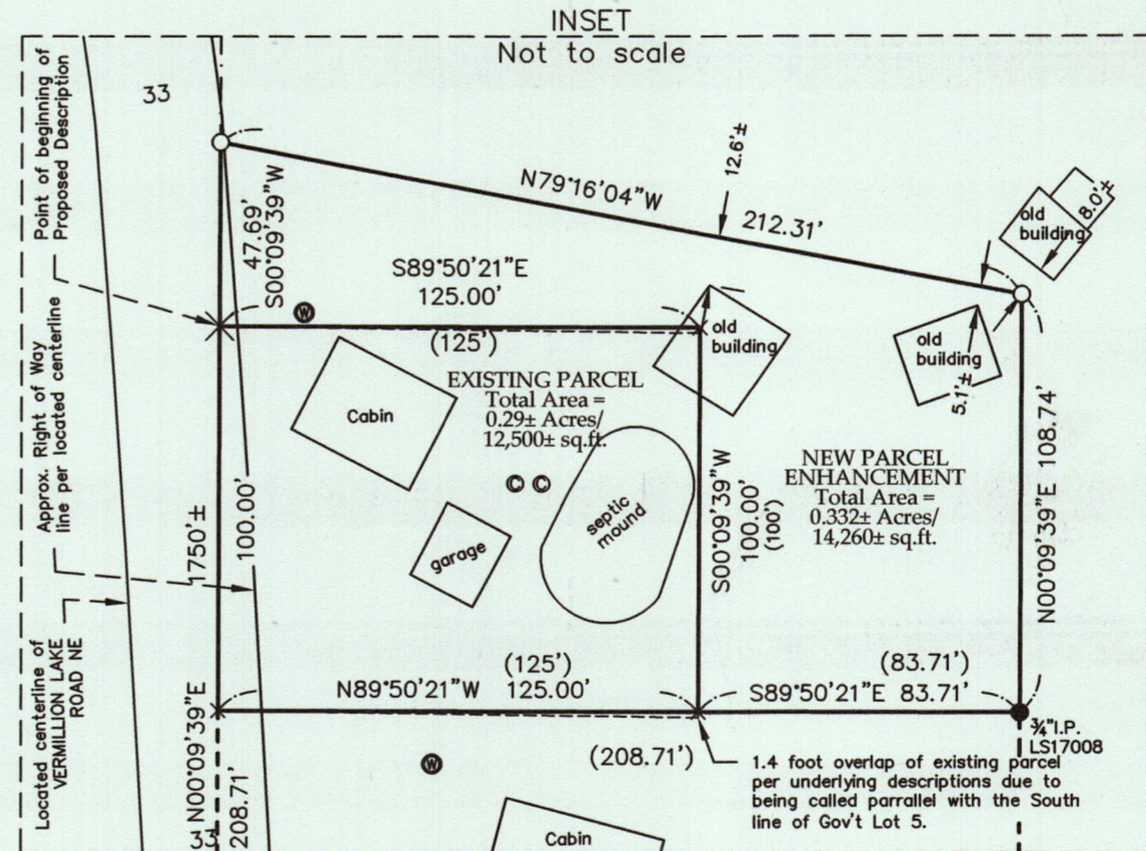 INSET
Not to scale
Point of beginning of
Proposed Description
33
47.69'
S00°09'39"W
N79°16'04"W
212.31'
12.6'±
old
building
8.0'±
S89°50'21"E
125.00'
(125')
old
building
old
building
5.1'±
Approx. Right of Way
line per located centerline
Cabin
EXISTING PARCEL
Total Area =
0.29± Acres/
12,500± sq.ft.
NEW PARCEL
ENHANCEMENT
Total Area =
0.332± Acres/
14,260± sq.ft.
1750'±
100.00'
© ©
septic
mound
garage
S00°09'39"W
100.00'
(100')
N00°09'39"E 108.74'
Located centerline of
VERMILLION LAKE
ROAD NE
(125')
N89°50'21"W 125.00'
(83.71')
S89°50'21"E 83.71'
N00°09'39"E
208.71'
33
W
W
(208.71')
¾"I.P.
LS17008
1.4 foot overlap of existing parcel
per underlying descriptions due to
being called parrallel with the South
line of Gov't Lot 5.
Cabin